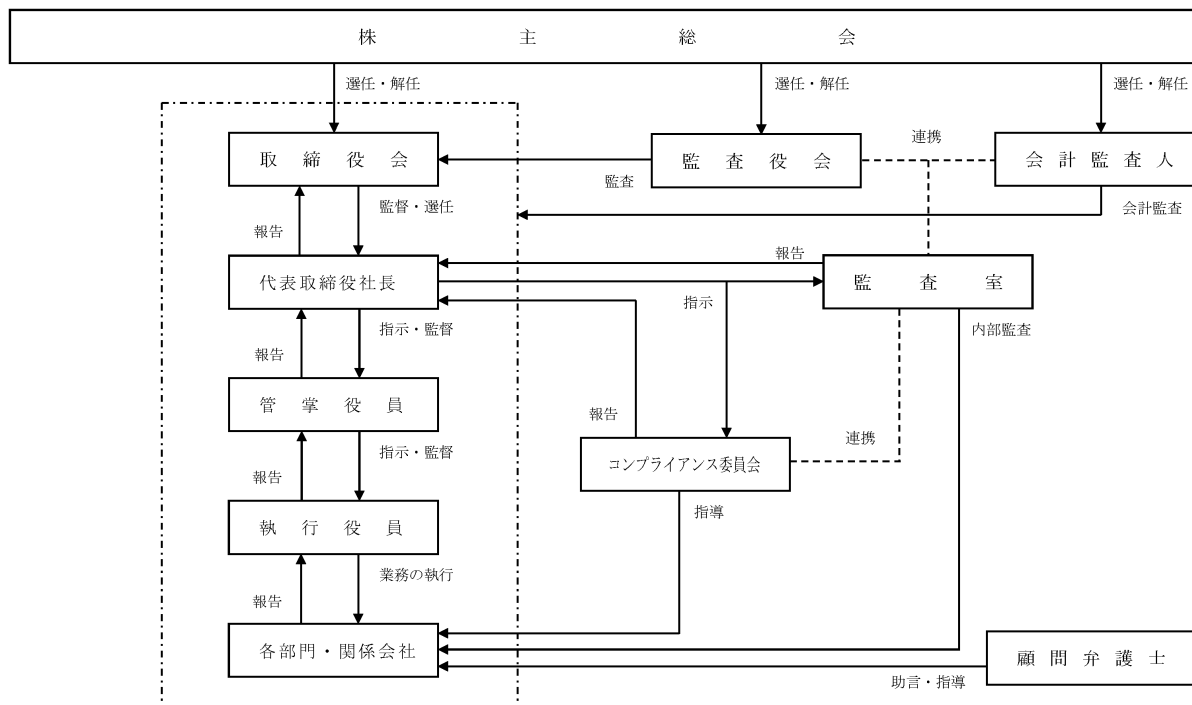 株主総会
選任・解任
選任・解任
選任・解任
取締役会
監査役会
連携
会計監査人
監査
監督・選任
会計監査
報告
報告
代表取締役社長
監査室
指示
指示・監督
内部監査
報告
管掌役員
報告
連携
指示・監督
コンプライアンス委員会
報告
指導
執行役員
業務の執行
報告
各部門・関係会社
顧問弁護士
助言・指導